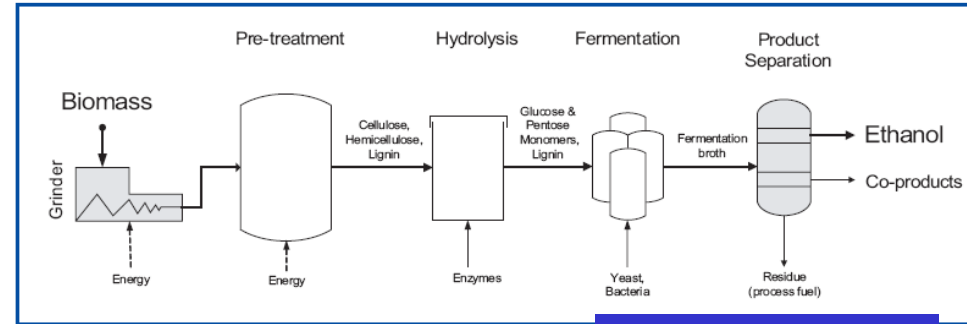 Pre-treatment
Hydrolysis
Fermentation
Product
Separation
Biomass
Grinder
Cellulose,
Hemicellulose,
Lignin
Glucose &
Pentose
Monomers,
Lignin
Fermentation
broth
Ethanol
Co-products
Energy
Energy
Enzymes
Yeast,
Bacteria
Residue
(process fuel)